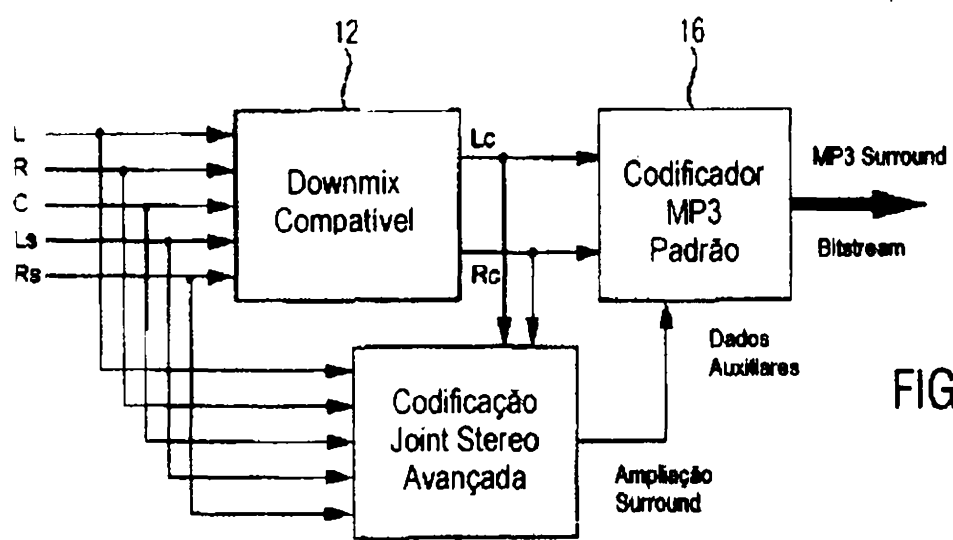 12
16
L
R
C
Ls
Rs
Downmix
Compatível
Lc
Rc
Codificador
MP3
Padrão
MP3 Surround
Bitstream
Dados
Auxiliares
FIG
Codificação
Joint Stereo
Avançada
Ampliação
Surround